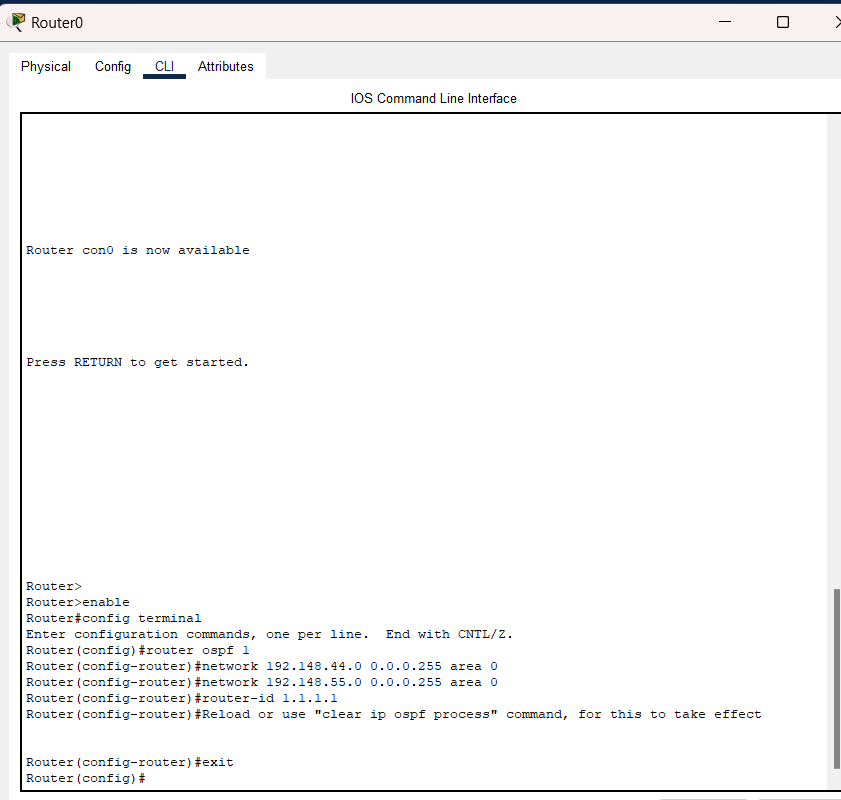 Router0
Physical Config CLI Attributes
IOS Command Line Interface
Router con0 is now available
Press RETURN to get started.
Router>
Router>enable
Router#config terminal
Enter configuration commands, one per line.  End with CNTL/Z.
Router(config)#router ospf 1
Router(config-router)#network 192.148.44.0 0.0.0.255 area 0
Router(config-router)#network 192.148.55.0 0.0.0.255 area 0
Router(config-router)#router-id 1.1.1.1
Router(config-router)#Reload or use "clear ip ospf process" command, for this to take effect
Router(config-router)#exit
Router(config)#